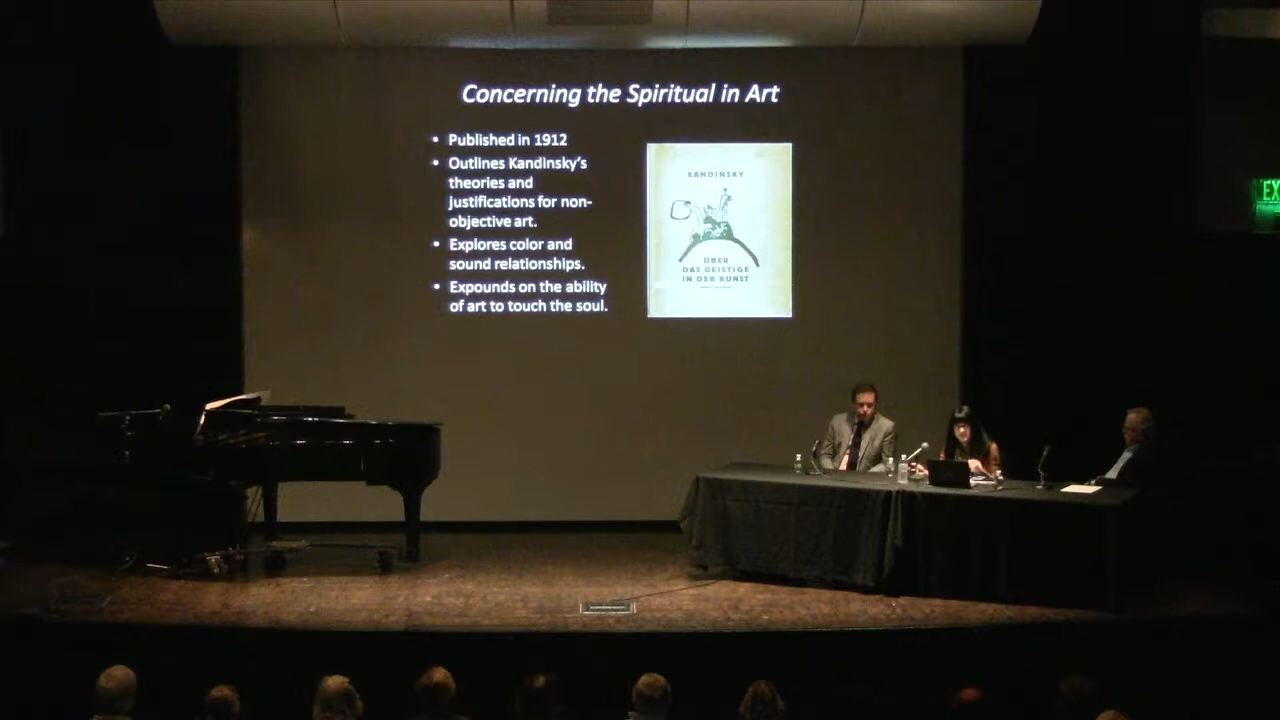 Concerning the Spiritual in Art
• Published in 1912
• Outlines Kandinsky's
theories and
justifications for non-
objective art.
• Explores color and
sound relationships.
• Expounds on the ability
of art to touch the soul.
KANDINSKY
ÜBER
DAS GEISTIGE
IN DER KUNST
EX